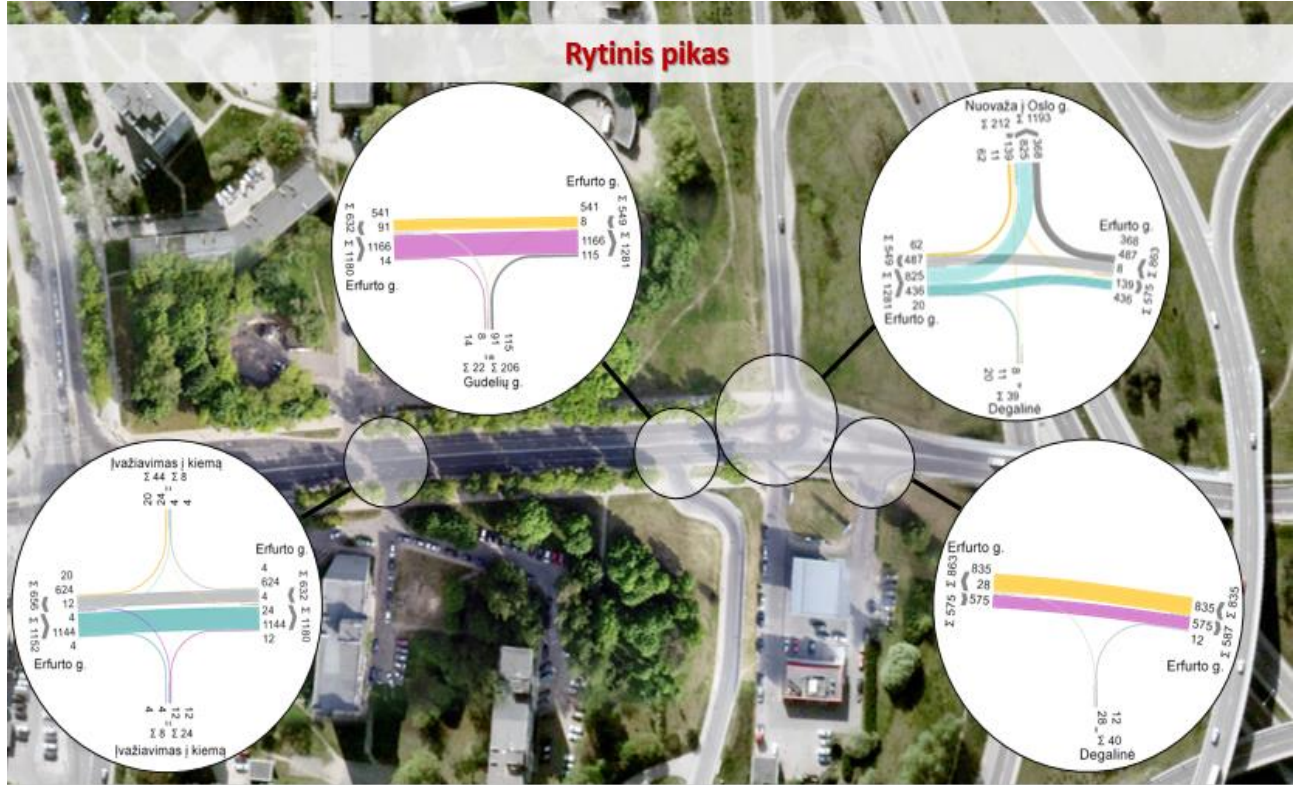 Rytinis pikas
Erfurto g.
541
91
Σ 632
1166
14
Σ 1180
Erfurto g.
541
8
Σ 549
1166
115
Σ 1281
14
8
91
115
Σ 22 Σ 206
Gudelių g.
Nuovaža į Oslo g.
Σ 212 Σ 1193
62
11
139
825
368
62
487
Σ 549
825
436
20
Σ 1281
Erfurto g.
Erfurto g.
368
487
8
Σ 863
139
436
Σ 575
20
11
8
Σ 39
Degalinė
Įvažiavimas į kiemą
Σ 44 Σ 8
20
24
4
4
20
624
12
Σ 656
4
1144
4
Σ 1152
Erfurto g.
Erfurto g.
4
624
4
Σ 632
24
1144
12
Σ 1180
4
4
12
12
Σ 8 Σ 24
Įvažiavimas į kiemą
Erfurto g.
835
28
Σ 863
575
Σ 575
835
Σ 835
575
12
Σ 587
Erfurto g.
28
12
Σ 40
Degalinė